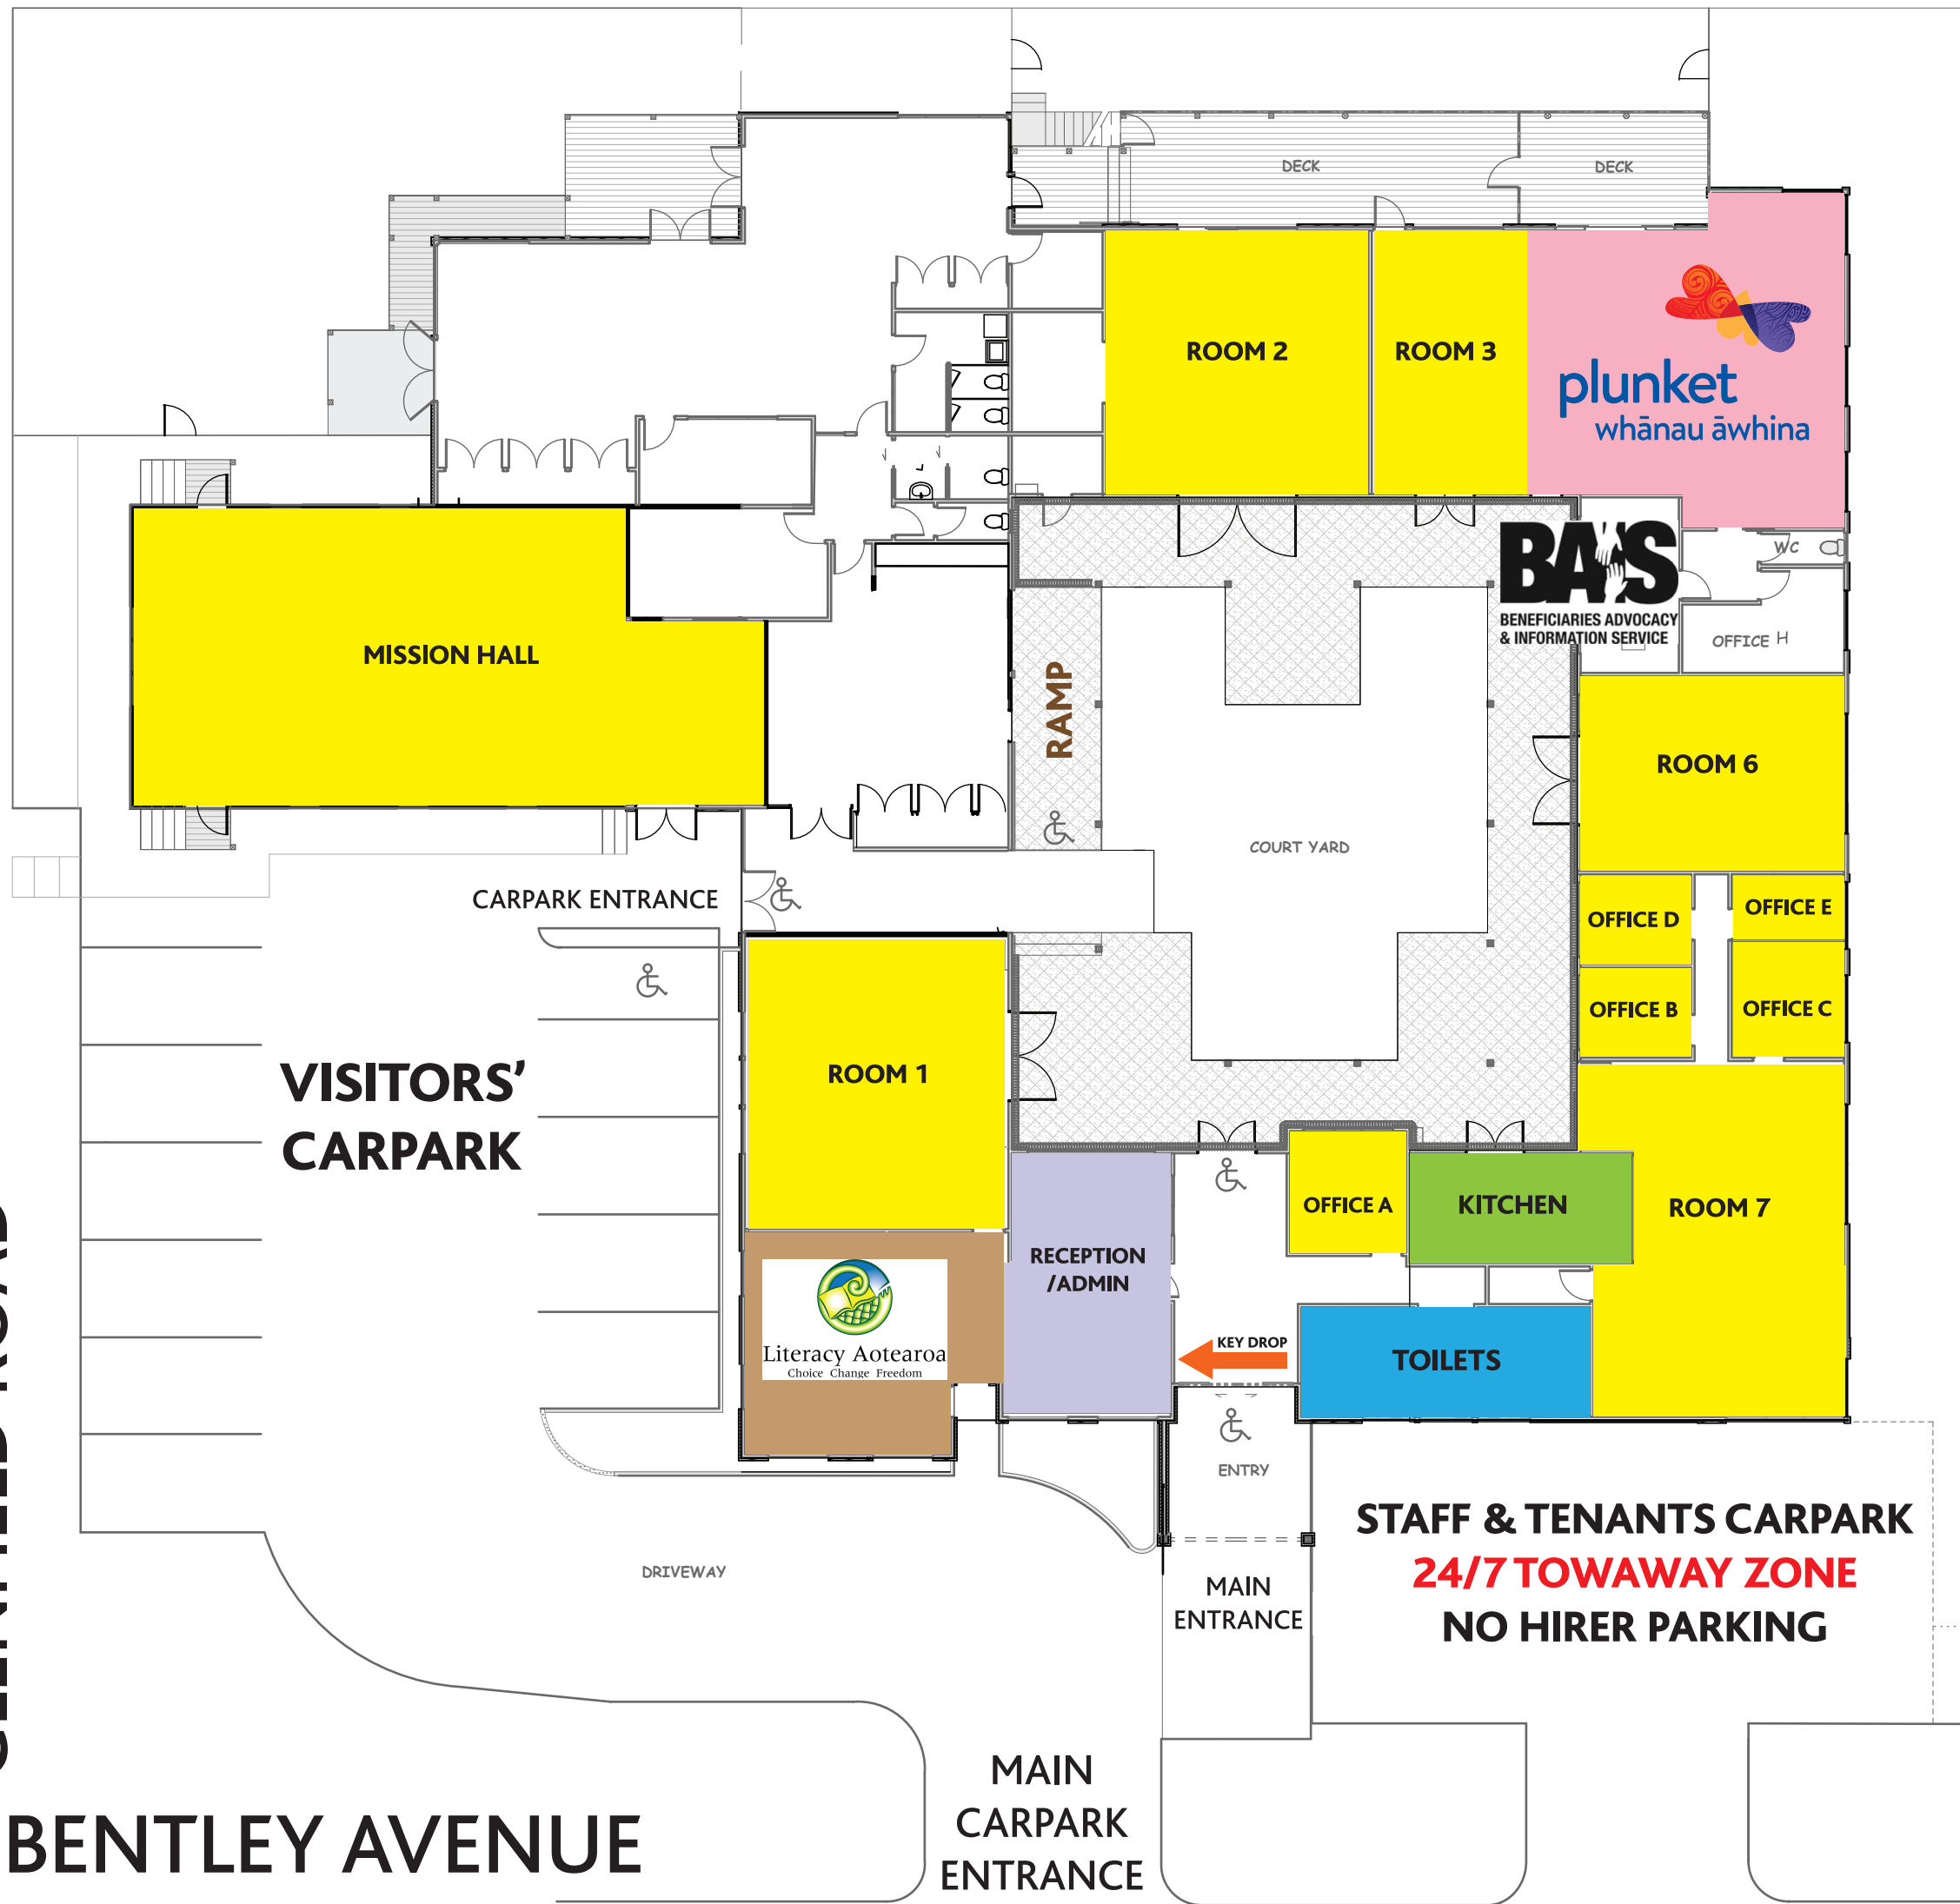 DECK
DECK
ROOM 2
ROOM 3
plunket
whānau āwhina
WC
BAS
BENEFICIARIES ADVOCACY
& INFORMATION SERVICE
OFFICE H
MISSION HALL
RAMP
ROOM 6
COURT YARD
CARPARK ENTRANCE
OFFICE D
OFFICE E
OFFICE B
OFFICE C
VISITORS'
CARPARK
ROOM 1
OFFICE A
KITCHEN
ROOM 7
RECEPTION
/ADMIN
Literacy Aotearoa
Choice Change Freedom
KEY DROP
TOILETS
ENTRY
STAFF & TENANTS CARPARK
24/7 TOWAWAY ZONE
NO HIRER PARKING
DRIVEWAY
MAIN
ENTRANCE
MAIN
CARPARK
ENTRANCE
BENTLEY AVENUE